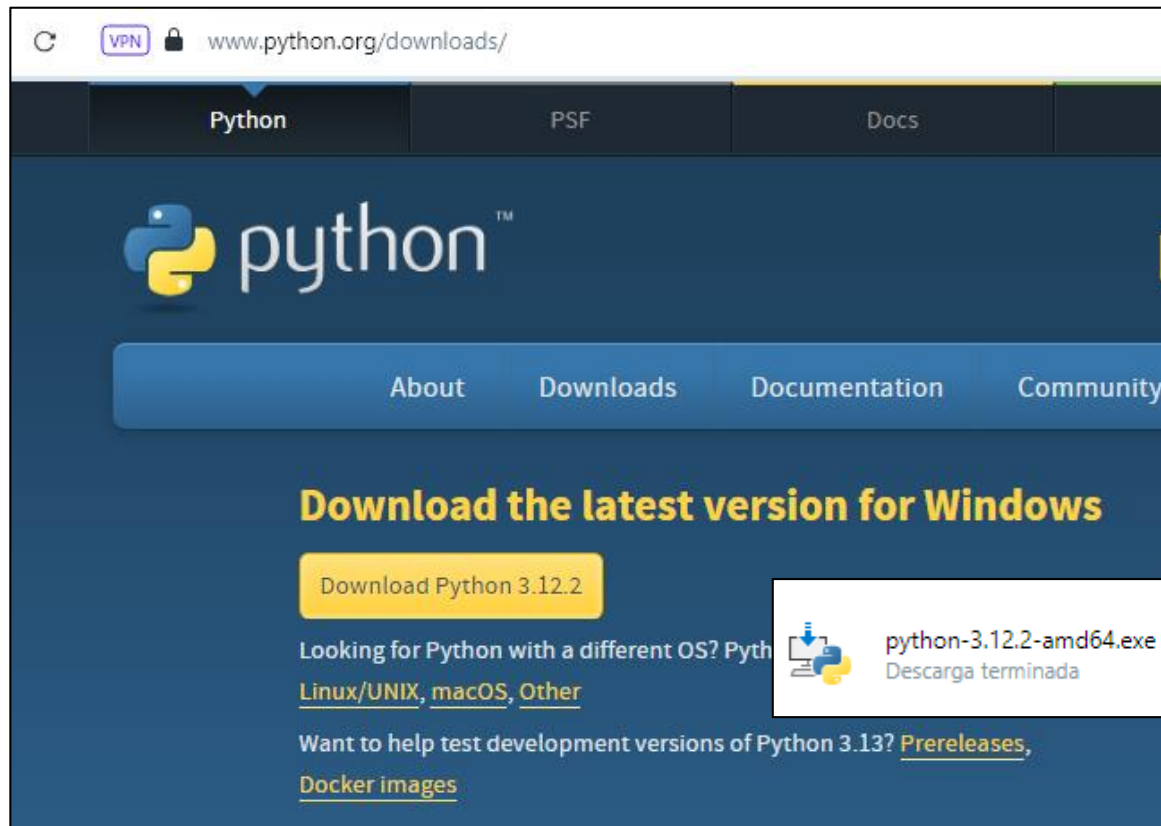 VPN www.python.org/downloads/
Python PSF Docs
python™
About Downloads Documentation Community
Download the latest version for Windows
Download Python 3.12.2
Looking for Python with a different OS? Pyth
Linux/UNIX, macOS, Other
python-3.12.2-amd64.exe
Descarga terminada
Want to help test development versions of Python 3.13? Prereleases,
Docker images